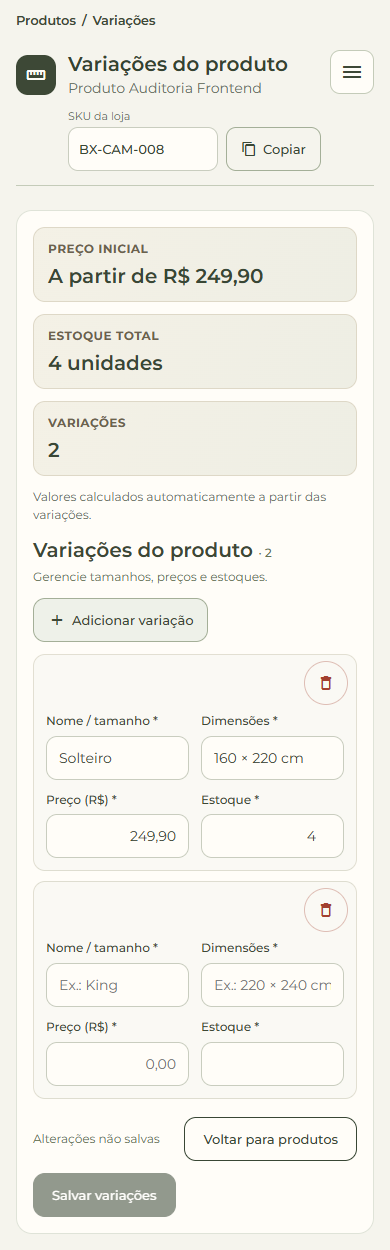 Produtos / Variações
Variações do produto
Produto Auditoria Frontend
SKU da loja
BX-CAM-008
Copiar
PREÇO INICIAL
A partir de R$ 249,90
ESTOQUE TOTAL
4 unidades
VARIAÇÕES
2
Valores calculados automaticamente a partir das
variações.
Variações do produto · 2
Gerencie tamanhos, preços e estoques.
+ Adicionar variação
Nome / tamanho * Dimensões *
Solteiro 160 × 220 cm
Preço (R$) * Estoque *
249,90 4
Nome / tamanho * Dimensões *
Ex.: King Ex.: 220 × 240 cm
Preço (R$) * Estoque *
0,00
Alterações não salvas Voltar para produtos
Salvar variações